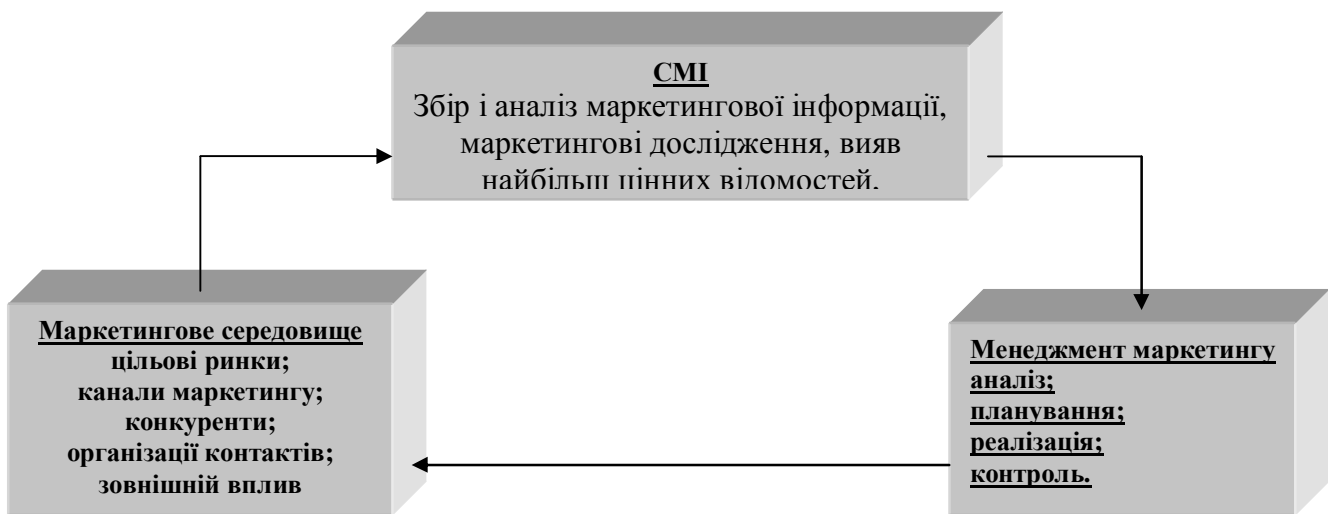 СМІ
Збір і аналіз маркетингової інформації,
маркетингові дослідження, вияв
найбільш цінних відомостей.
Маркетингове середовище
цільові ринки;
канали маркетингу;
конкуренти;
організації контактів;
зовнішній вплив
Менеджмент маркетингу
аналіз;
планування;
реалізація;
контроль.